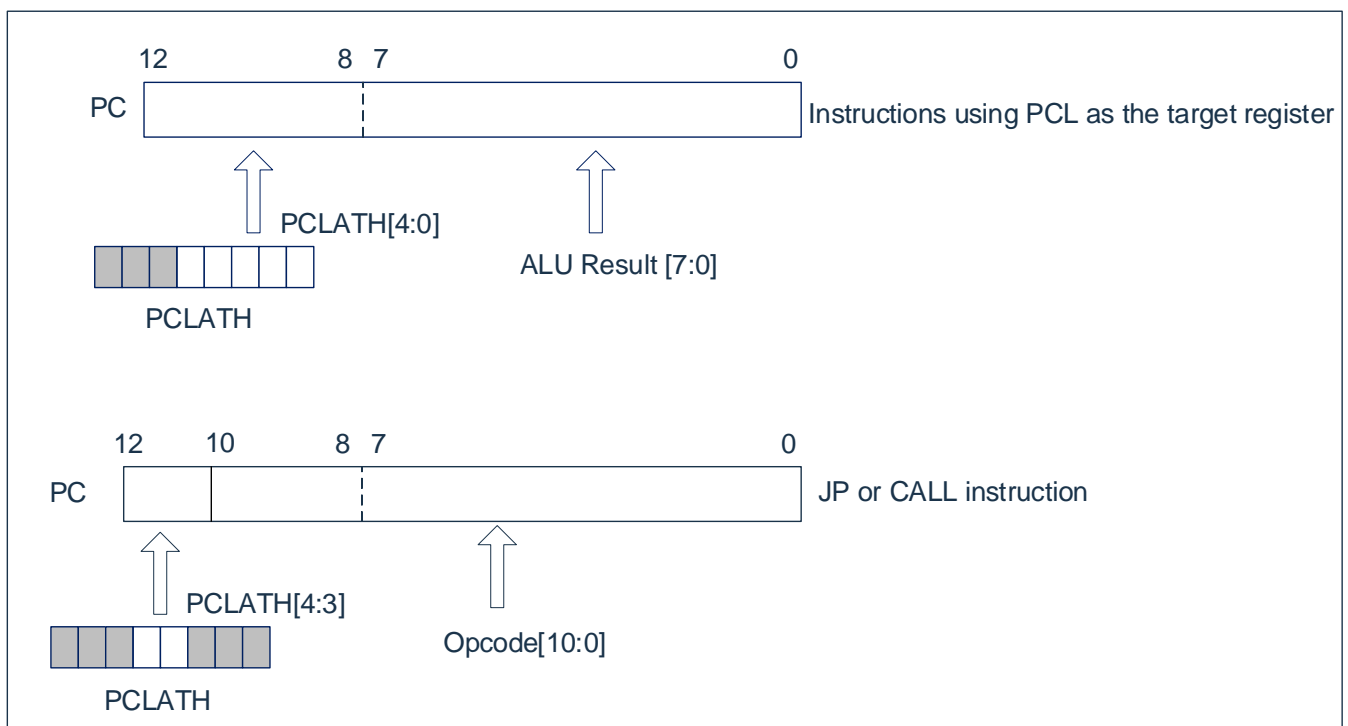 12 8 7 0
PC
Instructions using PCL as the target register
PCLATH[4:0]
ALU Result [7:0]
PCLATH
12 10 8 7 0
PC
JP or CALL instruction
PCLATH[4:3]
Opcode[10:0]
PCLATH